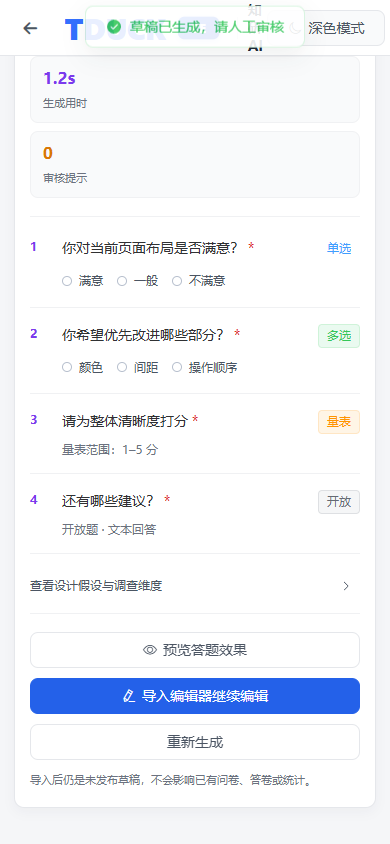 草稿已生成，请人工审核
知
AI
深色模式
1.2s
生成用时
0
审核提示
1 你对当前页面布局是否满意？ * 单选
满意 一般 不满意
2 你希望优先改进哪些部分？ * 多选
颜色 间距 操作顺序
3 请为整体清晰度打分 * 量表
量表范围：1–5 分
4 还有哪些建议？ * 开放
开放题 · 文本回答
查看设计假设与调查维度
预览答题效果
导入编辑器继续编辑
重新生成
导入后仍是未发布草稿，不会影响已有问卷、答卷或统计。